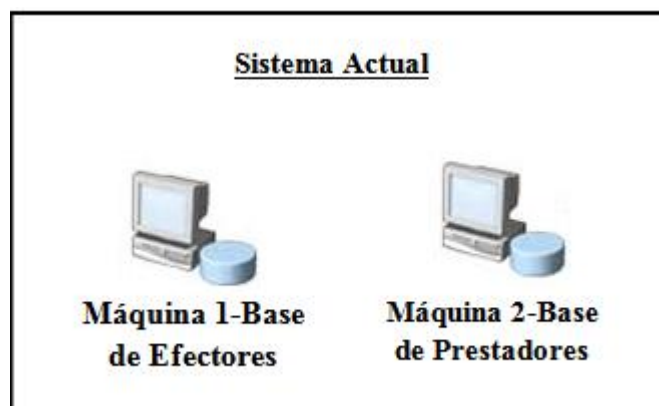 Sistema Actual
Máquina 1-Base
de Efectores
Máquina 2-Base
de Prestadores